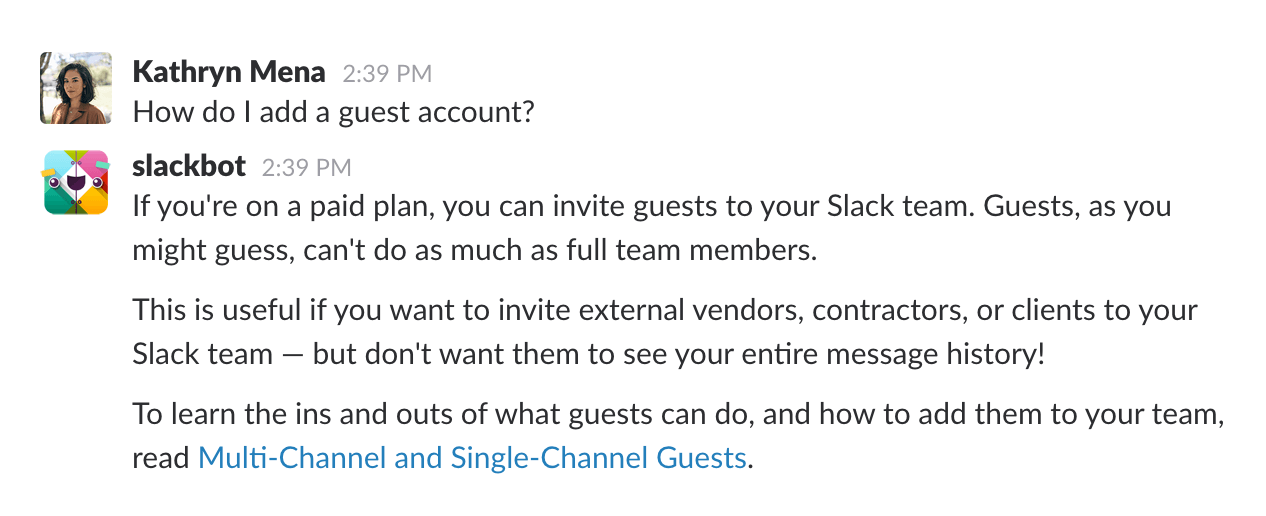 Kathryn Mena 2:39 PM
How do I add a guest account?
slackbot 2:39 PM
If you're on a paid plan, you can invite guests to your Slack team. Guests, as you
might guess, can't do as much as full team members.
This is useful if you want to invite external vendors, contractors, or clients to your
Slack team — but don't want them to see your entire message history!
To learn the ins and outs of what guests can do, and how to add them to your team,
read Multi-Channel and Single-Channel Guests.